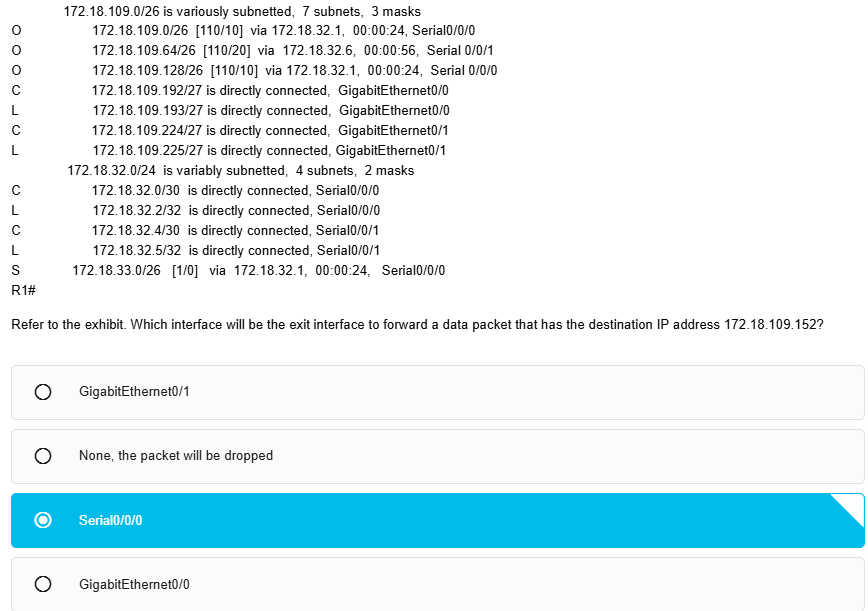 172.18.109.0/26 is variously subnetted, 7 subnets, 3 masks
O 172.18.109.0/26 [110/10] via 172.18.32.1, 00:00:24, Serial0/0/0
O 172.18.109.64/26 [110/20] via 172.18.32.6, 00:00:56, Serial 0/0/1
O 172.18.109.128/26 [110/10] via 172.18.32.1, 00:00:24, Serial 0/0/0
C 172.18.109.192/27 is directly connected, GigabitEthernet0/0
L 172.18.109.193/27 is directly connected, GigabitEthernet0/0
C 172.18.109.224/27 is directly connected, GigabitEthernet0/1
L 172.18.109.225/27 is directly connected, GigabitEthernet0/1
172.18.32.0/24 is variably subnetted, 4 subnets, 2 masks
C 172.18.32.0/30 is directly connected, Serial0/0/0
L 172.18.32.2/32 is directly connected, Serial0/0/0
C 172.18.32.4/30 is directly connected, Serial0/0/1
L 172.18.32.5/32 is directly connected, Serial0/0/1
S 172.18.33.0/26 [1/0] via 172.18.32.1, 00:00:24, Serial0/0/0
R1#
Refer to the exhibit. Which interface will be the exit interface to forward a data packet that has the destination IP address 172.18.109.152?
GigabitEthernet0/1
None, the packet will be dropped
Serial0/0/0
GigabitEthernet0/0